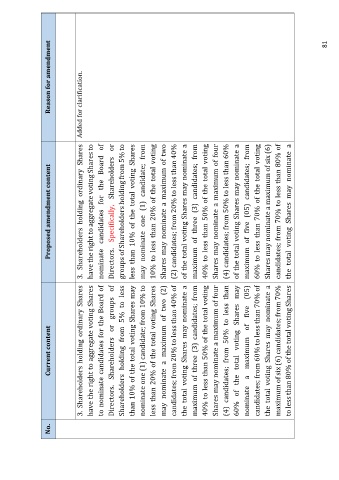 No.
Current content
Proposed amendment content
Reason for amendment
3. Shareholders holding ordinary Shares
have the right to aggregate voting Shares
to nominate candidates for the Board of
Directors. Shareholders or groups of
Shareholders holding from 5% to less
than 10% of the total voting Shares may
nominate one (1) candidate; from 10% to
less than 20% of the total voting Shares
may nominate a maximum of two (2)
candidates; from 20% to less than 40% of
the total voting Shares may nominate a
maximum of three (3) candidates; from
40% to less than 50% of the total voting
Shares may nominate a maximum of four
(4) candidates; from 50% to less than
60% of the total voting Shares may
nominate a maximum of five (05)
candidates; from 60% to less than 70% of
the total voting Shares may nominate a
maximum of six (6) candidates; from 70%
to less than 80% of the total voting Shares
3. Shareholders holding ordinary Shares
have the right to aggregate voting Shares to
nominate candidates for the Board of
Directors. Specifically, Shareholders or
groups of Shareholders holding from 5% to
less than 10% of the total voting Shares
may nominate one (1) candidate; from
10% to less than 20% of the total voting
Shares may nominate a maximum of two
(2) candidates; from 20% to less than 40%
of the total voting Shares may nominate a
maximum of three (3) candidates; from
40% to less than 50% of the total voting
Shares may nominate a maximum of four
(4) candidates; from 50% to less than 60%
of the total voting Shares may nominate a
maximum of five (05) candidates; from
60% to less than 70% of the total voting
Shares may nominate a maximum of six (6)
candidates; from 70% to less than 80% of
the total voting Shares may nominate a
Added for clarification.
81